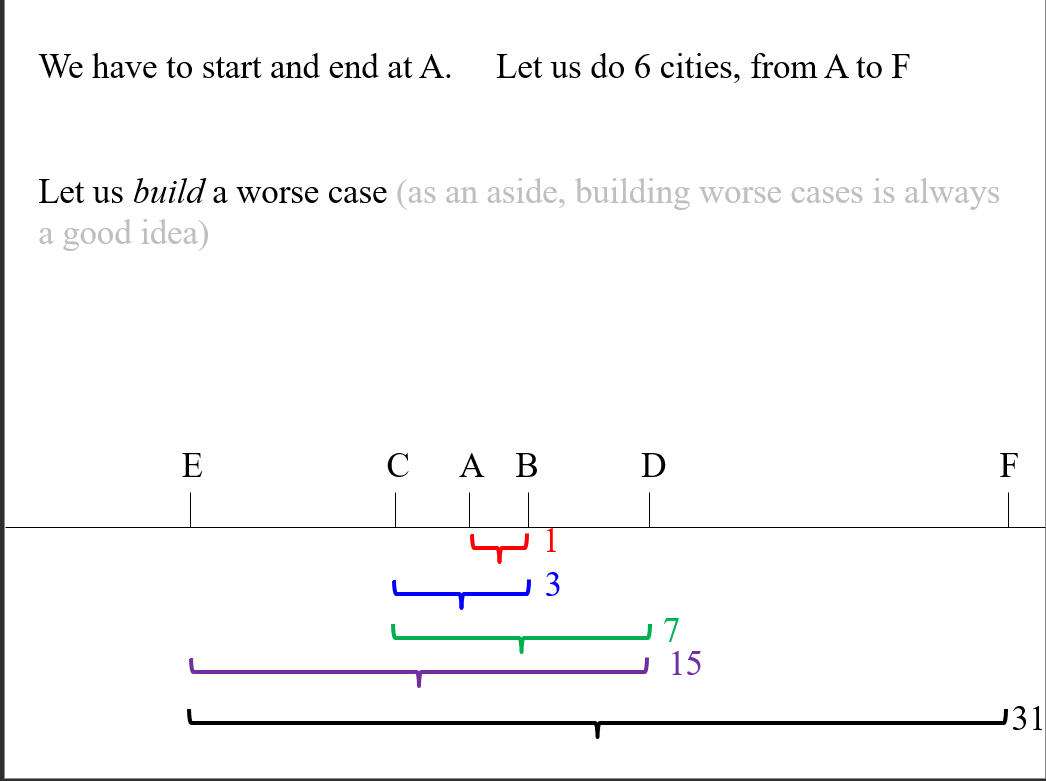 We have to start and end at A. Let us do 6 cities, from A to F
Let us build a worse case (as an aside, building worse cases is always
a good idea)
E C A B D F
1
3
7
15
31